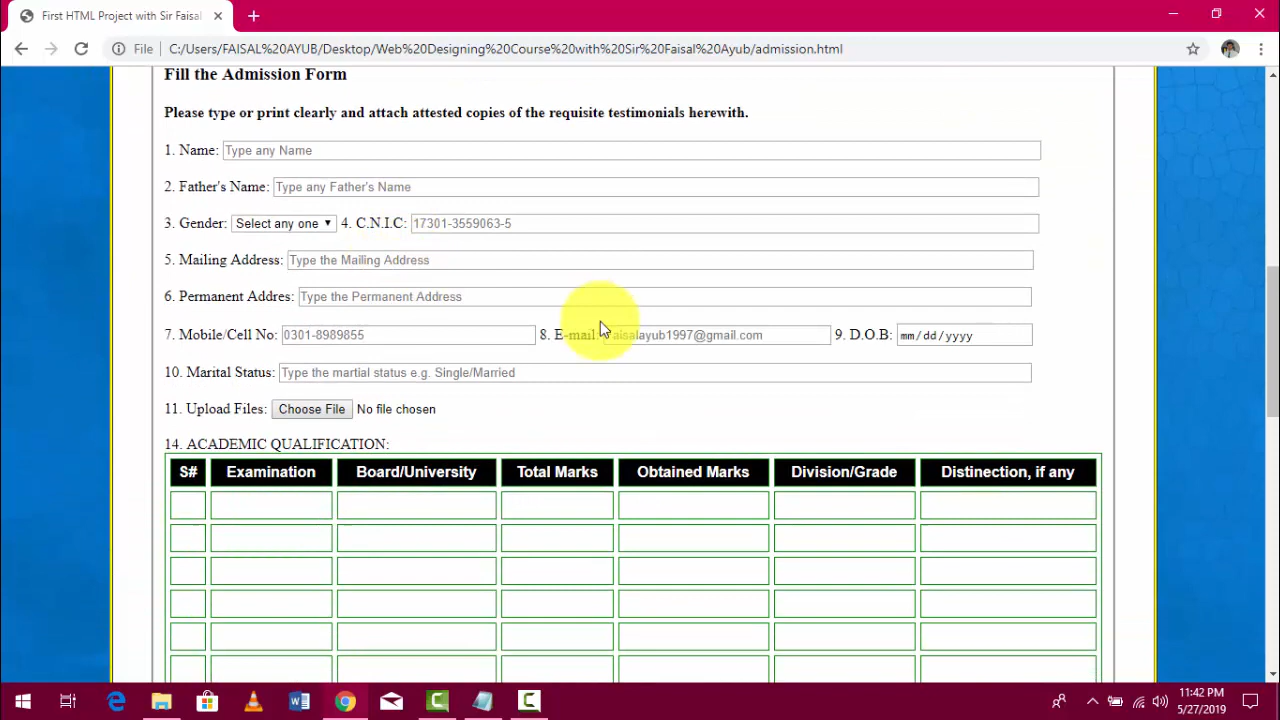 First HTML Project with Sir Faisal
File C:/Users/FAISAL%20AYUB/Desktop/Web%20Designing%20Course%20with%20Sir%20Faisal%20Ayub/admission.html
Fill the Admission Form
Please type or print clearly and attach attested copies of the requisite testimonials herewith.
1. Name: Type any Name
2. Father's Name: Type any Father's Name
3. Gender: Select any one 4. C.N.I.C: 17301-3559063-5
5. Mailing Address: Type the Mailing Address
6. Permanent Addres: Type the Permanent Address
7. Mobile/Cell No: 0301-8989855 8. E-mail: faisalayub1997@gmail.com 9. D.O.B: mm/dd/yyyy
10. Marital Status: Type the martial status e.g. Single/Married
11. Upload Files: Choose File No file chosen
14. ACADEMIC QUALIFICATION:
S# Examination Board/University Total Marks Obtained Marks Division/Grade Distinection, if any
11:42 PM
5/27/2019